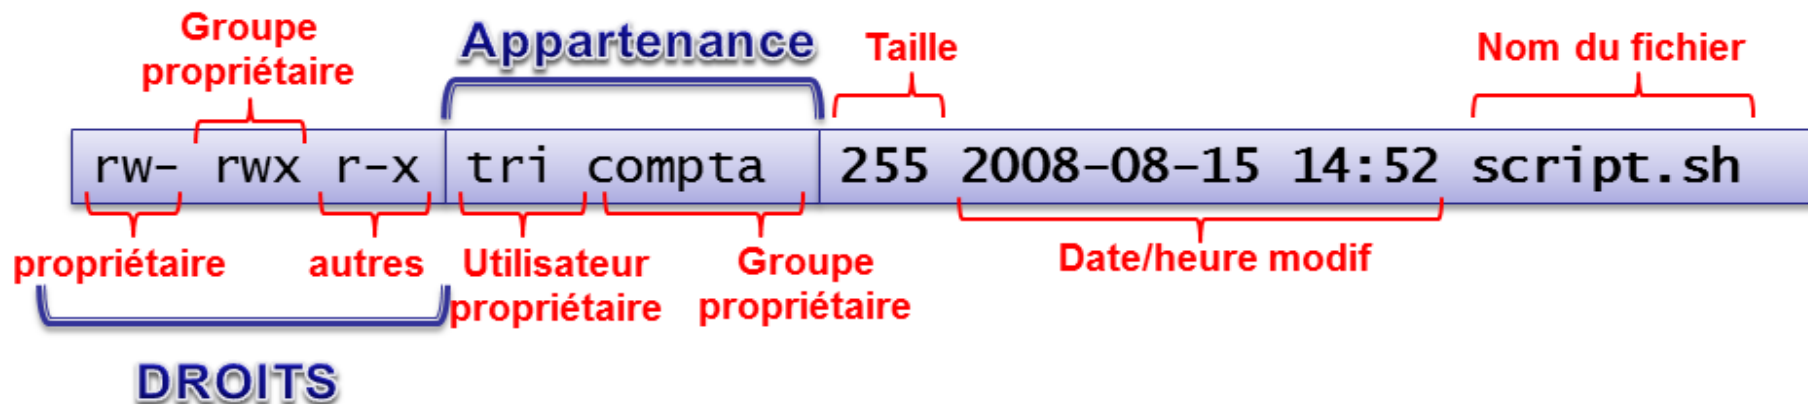 Groupe
propriétaire
Appartenance
Taille
Nom du fichier
rw- rwx r-x tri compta 255 2008-08-15 14:52 script.sh
propriétaire
autres
Utilisateur
propriétaire
Groupe
propriétaire
Date/heure modif
DROITS